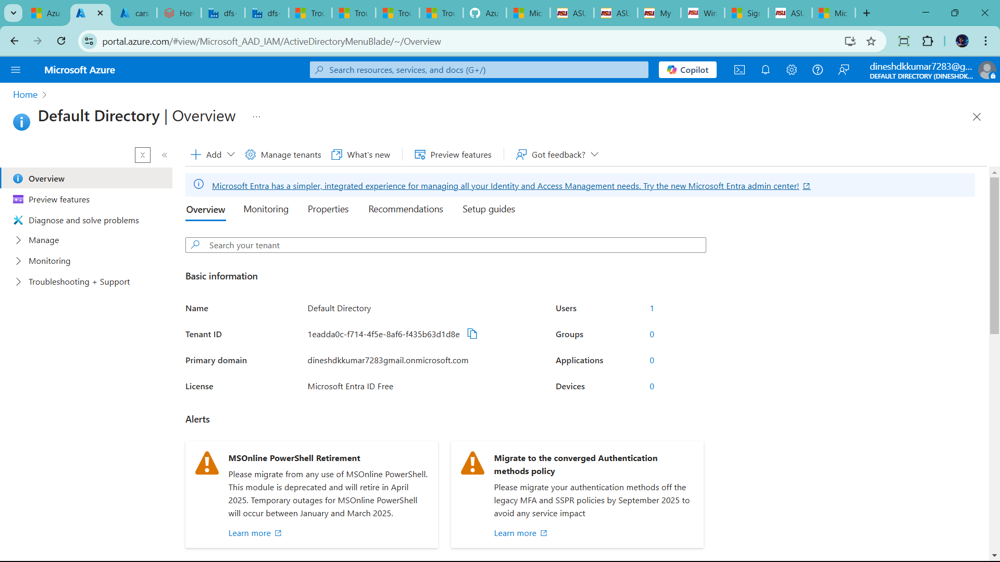 Azu
cars
Hon
dfs-
dfs-
Trou
Trou
Trou
Trou
Azu
Mic
ASU
ASU
My
Win
Sigr
ASU
Mic
portal.azure.com/#view/Microsoft_AAD_IAM/ActiveDirectoryMenuBlade/~/Overview
Microsoft Azure
Search resources, services, and docs (G+/)
Copilot
dineshdkkumar7283@g...
DEFAULT DIRECTORY (DINESHDK...
Home
Default Directory | Overview
Add
Manage tenants
What's new
Preview features
Got feedback?
Overview
Preview features
Diagnose and solve problems
Manage
Monitoring
Troubleshooting + Support
Microsoft Entra has a simpler, integrated experience for managing all your Identity and Access Management needs. Try the new Microsoft Entra admin center!
Overview
Monitoring
Properties
Recommendations
Setup guides
Search your tenant
Basic information
Name
Default Directory
Users
1
Tenant ID
1eadda0c-f714-4f5e-8af6-f435b63d1d8e
Groups
0
Primary domain
dineshdkkumar7283gmail.onmicrosoft.com
Applications
0
License
Microsoft Entra ID Free
Devices
0
Alerts
MSOnline PowerShell Retirement
Please migrate from any use of MSOnline PowerShell.
This module is deprecated and will retire in April
2025. Temporary outages for MSOnline PowerShell
will occur between January and March 2025.
Learn more
Migrate to the converged Authentication
methods policy
Please migrate your authentication methods off the
legacy MFA and SSPR policies by September 2025 to
avoid any service impact
Learn more